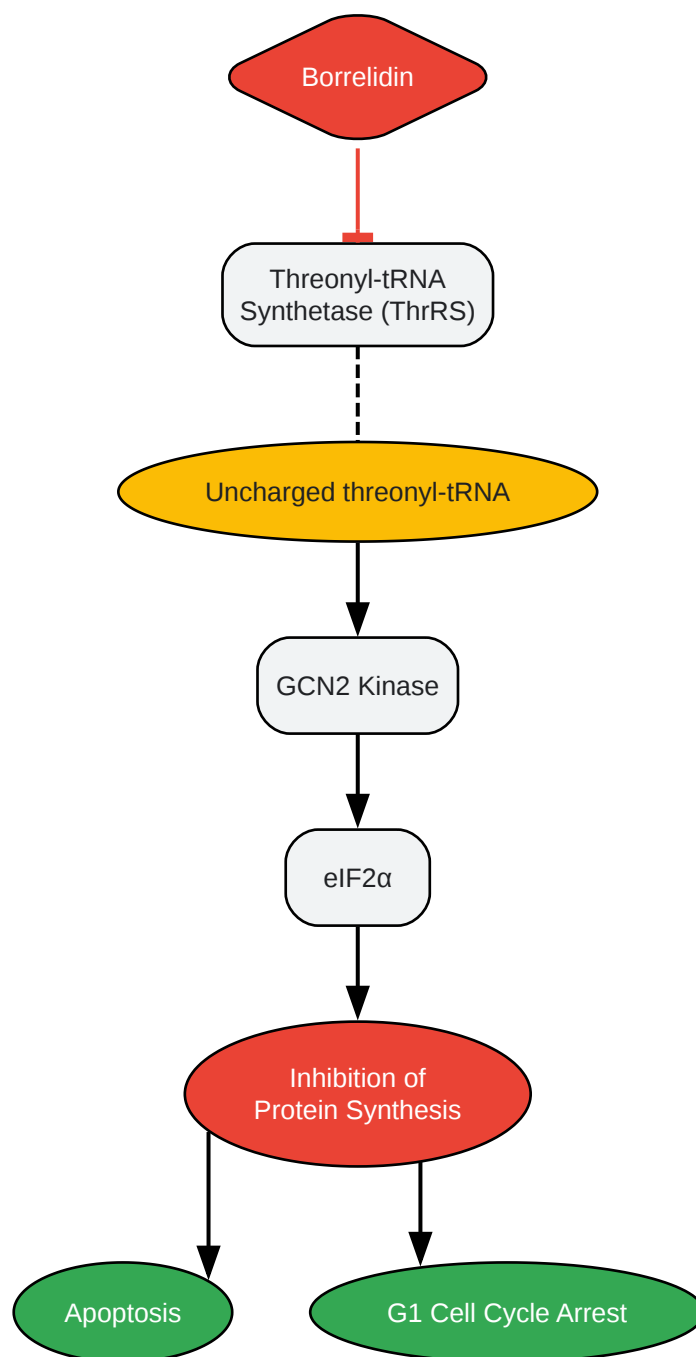 Borrelidin
Threonyl-tRNA
Synthetase (ThrRS)
Uncharged threonyl-tRNA
GCN2 Kinase
eIF2α
Inhibition of
Protein Synthesis
Apoptosis
G1 Cell Cycle Arrest